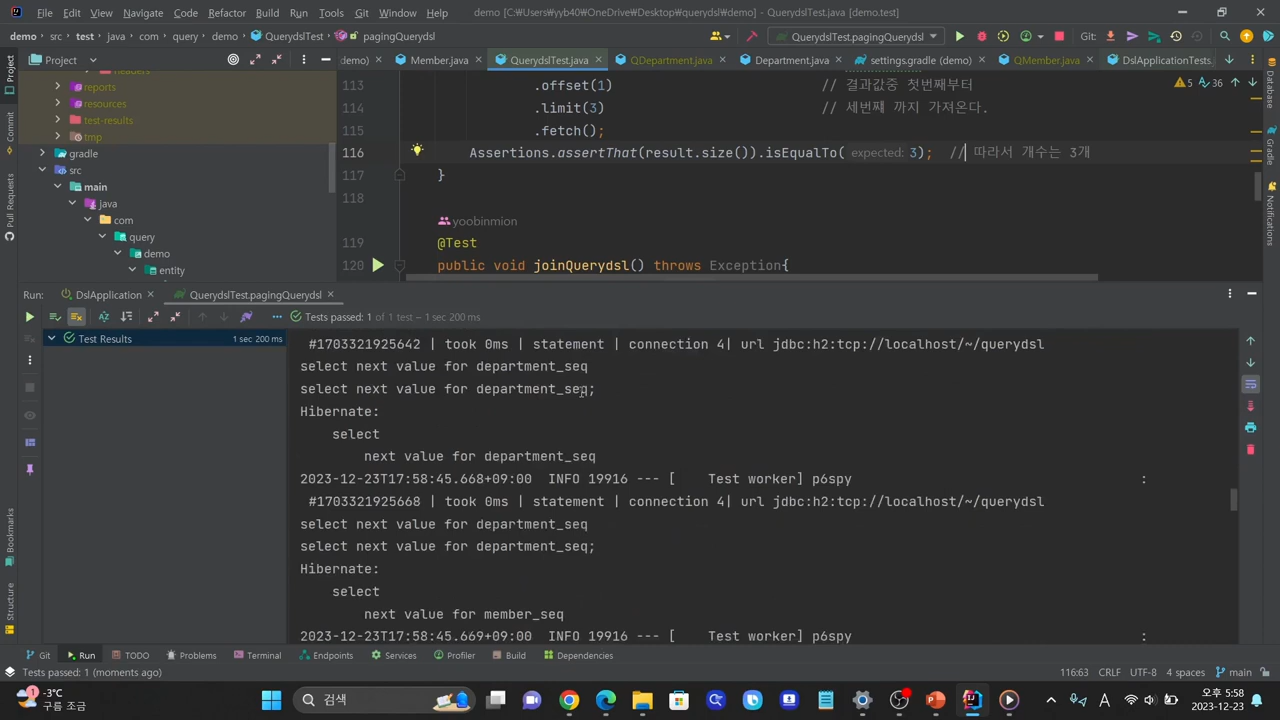 File Edit View Navigate Code Refactor Build Run Tools Git Window Help demo [C:₩Users₩yyb40₩OneDrive₩Desktop₩querydsl₩demo] - QuerydslTest.java [demo.test]
demo src test java com query demo QuerydslTest pagingQuerydsl QuerydslTest.pagingQuerydsl Git:
Project demo) Member.java QuerydslTest.java QDepartment.java Department.java settings.gradle (demo) QMember.java DslApplicationTests.
headers
reports
resources
test-results
tmp
gradle
src
main
java
com
query
demo
entity
113 .offset(1) // 결과값중 첫번째부터
5 36
114 .limit(3) // 세번째 까지 가져온다.
115 .fetch();
116 Assertions.assertThat(result.size()).isEqualTo( expected: 3); // 따라서 개수는 3개
117 }
118
yoobinmion
119 @Test
120 public void joinQuerydsl() throws Exception{
Project
Commit
Pull Requests
Bookmarks
Structure
Database
Notifications
Run: DslApplication QuerydslTest.pagingQuerydsl
Tests passed: 1 of 1 test – 1 sec 200 ms
Test Results 1 sec 200 ms
#1703321925642 | took 0ms | statement | connection 4| url jdbc:h2:tcp://localhost/~/querydsl
select next value for department_seq
select next value for department_seq;
Hibernate:
select
next value for department_seq
2023-12-23T17:58:45.668+09:00 INFO 19916 --- [ Test worker] p6spy :
#1703321925668 | took 0ms | statement | connection 4| url jdbc:h2:tcp://localhost/~/querydsl
select next value for department_seq
select next value for department_seq;
Hibernate:
select
next value for member_seq
2023-12-23T17:58:45.669+09:00 INFO 19916 --- [ Test worker] p6spy :
Git Run TODO Problems Terminal Endpoints Services Profiler Build Dependencies
Tests passed: 1 (moments ago) 116:63 CRLF UTF-8 4 spaces main
-3°C
구름 조금
검색
A
오후 5:58
2023-12-23